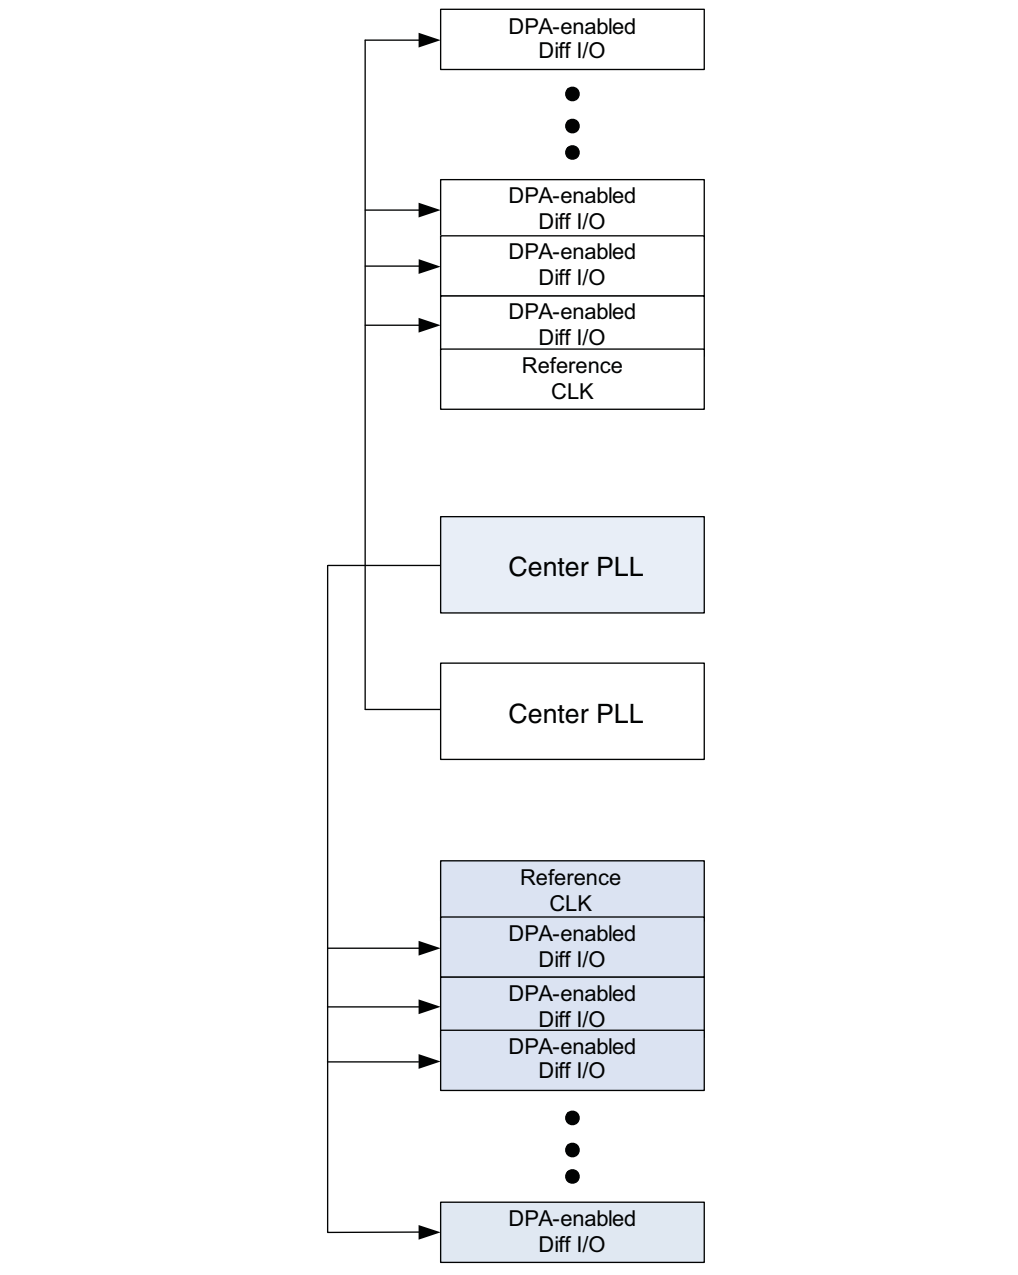 DPA-enabled
Diff I/O
DPA-enabled
Diff I/O
DPA-enabled
Diff I/O
DPA-enabled
Diff I/O
Reference
CLK
Center PLL
Center PLL
Reference
CLK
DPA-enabled
Diff I/O
DPA-enabled
Diff I/O
DPA-enabled
Diff I/O
DPA-enabled
Diff I/O